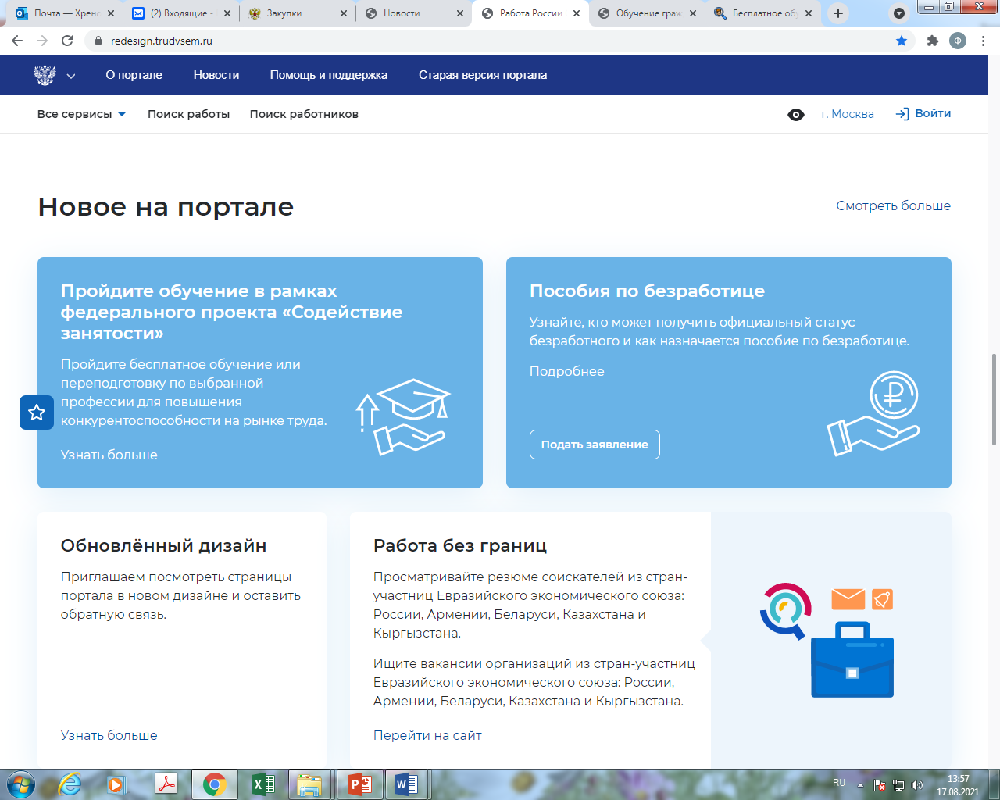 Почта — Хрено
(2) Входящие -
Закупки
Новости
Работа России
Обучение граж
Бесплатное об
redesign.trudvsem.ru
Ф
О портале
Новости
Помощь и поддержка
Старая версия портала
Все сервисы
Поиск работы
Поиск работников
г. Москва
Войти
Новое на портале
Смотреть больше
Пройдите обучение в рамках
федерального проекта «Содействие
занятости»
Пройдите бесплатное обучение или
переподготовку по выбранной
профессии для повышения
конкурентоспособности на рынке труда.
Узнать больше
Пособия по безработице
Узнайте, кто может получить официальный статус
безработного и как назначается пособие по безработице.
Подробнее
Подать заявление
Обновлённый дизайн
Приглашаем посмотреть страницы
портала в новом дизайне и оставить
обратную связь.
Узнать больше
Работа без границ
Просматривайте резюме соискателей из стран-
участниц Евразийского экономического союза:
России, Армении, Беларуси, Казахстана и
Кыргызстана.
Ищите вакансии организаций из стран-участниц
Евразийского экономического союза: России,
Армении, Беларуси, Казахстана и Кыргызстана.
Перейти на сайт
RU
13:57
17.08.2021